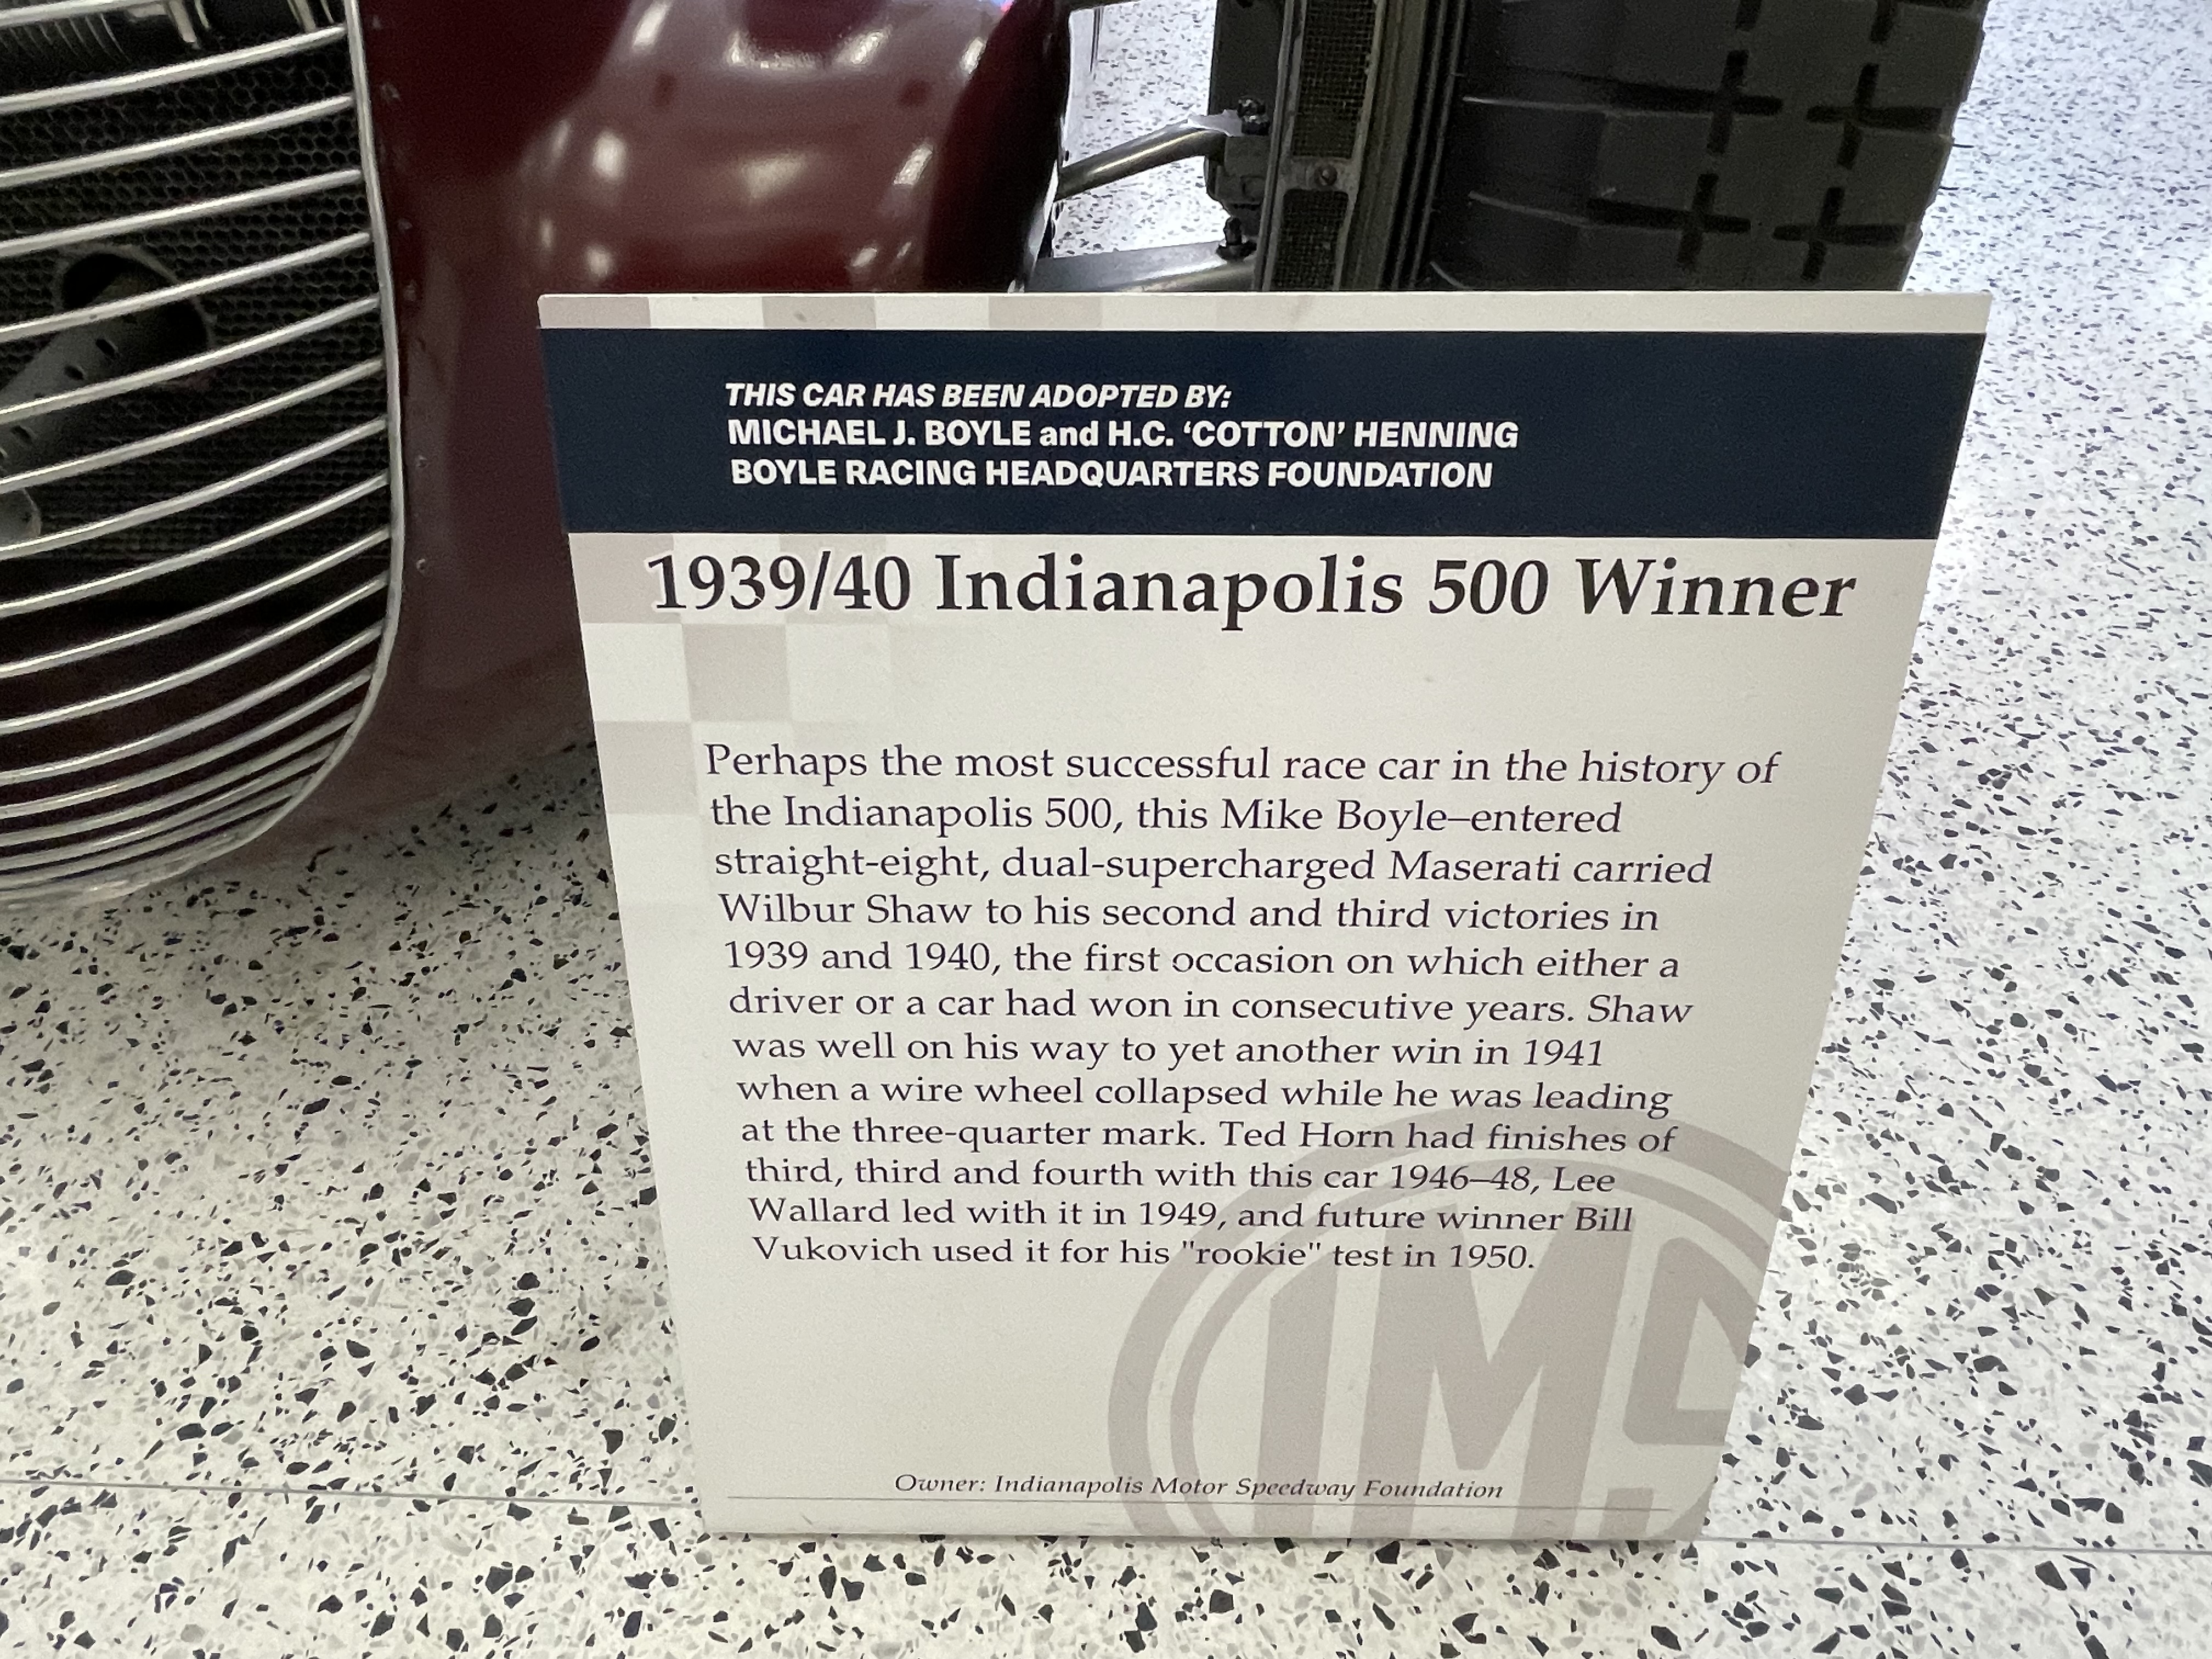 THIS CAR HAS BEEN ADOPTED BY:
MICHAEL J. BOYLE and H.C. ‘COTTON’ HENNING
BOYLE RACING HEADQUARTERS FOUNDATION
1939/40 Indianapolis 500 Winner
Perhaps the most successful race car in the history of
the Indianapolis 500, this Mike Boyle–entered
straight-eight, dual-supercharged Maserati carried
Wilbur Shaw to his second and third victories in
1939 and 1940, the first occasion on which either a
driver or a car had won in consecutive years. Shaw
was well on his way to yet another win in 1941
when a wire wheel collapsed while he was leading
at the three-quarter mark. Ted Horn had finishes of
third, third and fourth with this car 1946–48, Lee
Wallard led with it in 1949, and future winner Bill
Vukovich used it for his "rookie" test in 1950.
IMS
Owner: Indianapolis Motor Speedway Foundation